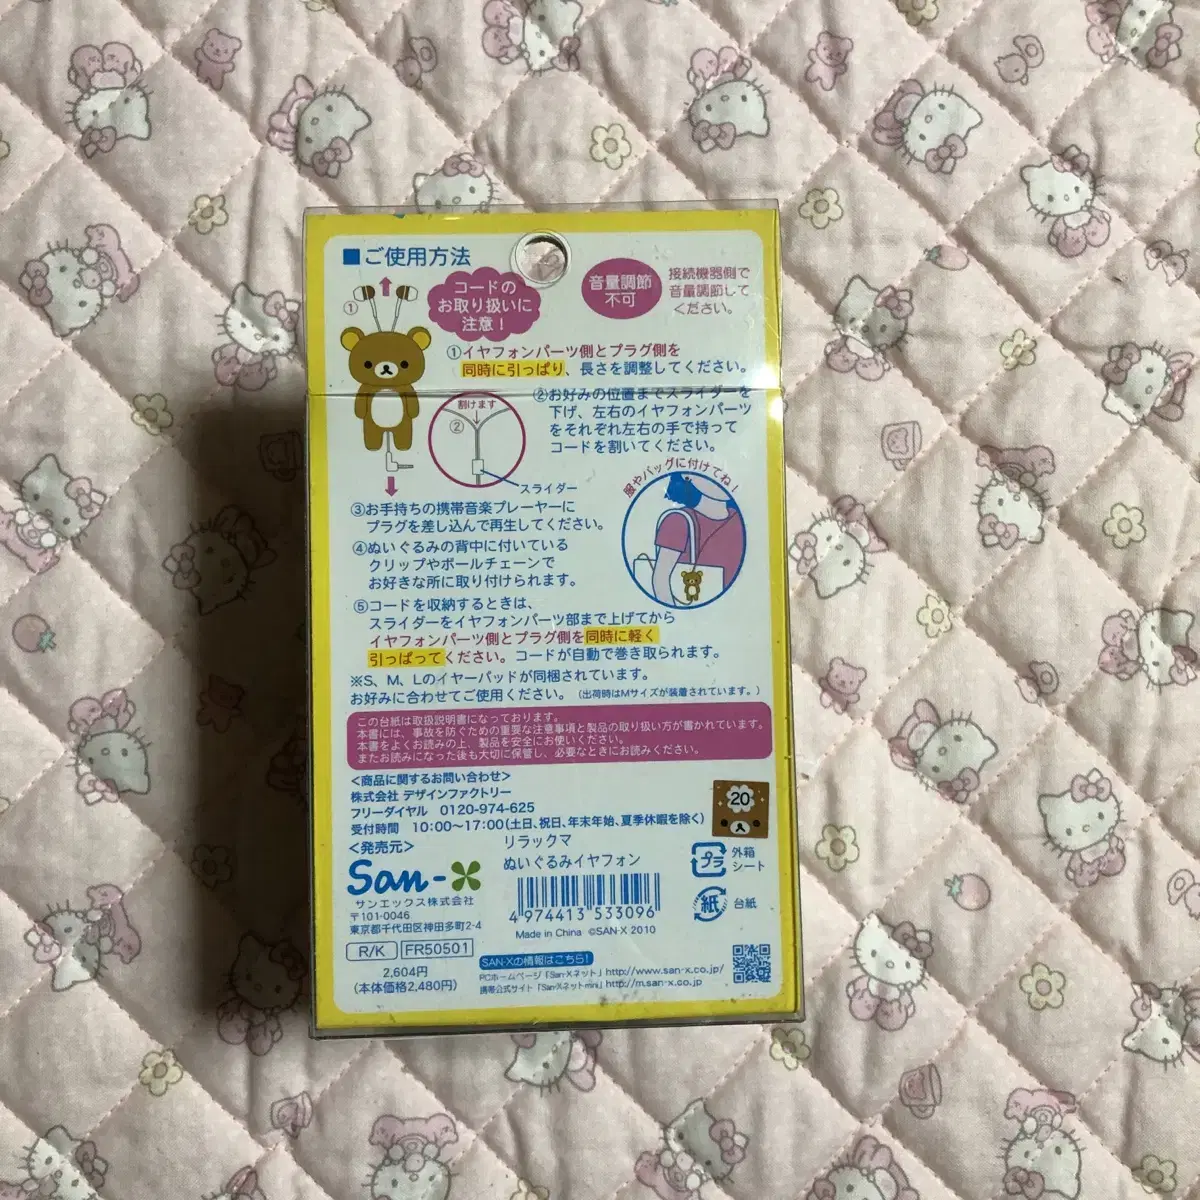 ■ご使用方法
コードの
お取り扱いに
注意！
音量調節
不可
接続機器側で
音量調節して
ください。
①
①イヤフォンパーツ側とプラグ側を
同時に引っぱり、長さを調整してください。
割けます
②
スライダー
②お好みの位置までスライダーを
下げ、左右のイヤフォンパーツ
をそれぞれ左右の手で持って
コードを割いてください。
服やバッグに付けてね！
③お手持ちの携帯音楽プレーヤーに
プラグを差し込んで再生してください。
④ぬいぐるみの背中に付いている
クリップやボールチェーンで
お好きな所に取り付けられます。
⑤コードを収納するときは、
スライダーをイヤフォンパーツ部まで上げてから
イヤフォンパーツ側とプラグ側を同時に軽く
引っぱってください。コードが自動で巻き取られます。
※S、M、Lのイヤーパッドが同梱されています。
お好みに合わせてご使用ください。（出荷時はMサイズが装着されています。）
この台紙は取扱説明書になっております。
本書には、事故を防ぐための重要な注意事項と製品の取り扱い方が書かれています。
本書をよくお読みの上、製品を安全にお使いください。
またお読みになった後も大切に保管し、必要なときにお読みください。
＜商品に関するお問い合わせ＞
株式会社 デザインファクトリー
フリーダイヤル 0120-974-625
受付時間 10:00〜17:00（土日、祝日、年末年始、夏季休暇を除く）
20
＜発売元＞
San-X
サンエックス株式会社
〒101-0046
東京都千代田区神田多町2-4
R/K FR50501
2,604円
（本体価格2,480円）
リラックマ
ぬいぐるみイヤフォン
4 974413 533096
Made in China ©SAN-X 2010
プラ
外箱
シート
紙
台紙
SAN-Xの情報はこちら！
PCホームページ「San-Xネット」http://www.san-x.co.jp/
携帯公式サイト「San-Xネットmini」http://m.san-x.co.jp